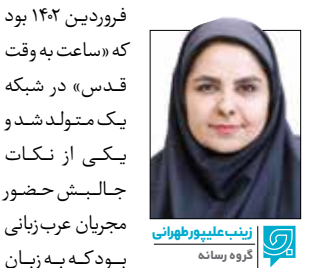 فروردین ۱۴۰۲ بود
که «ساعت به وقت
قدس» در شبکه
یک متولد شد و
یکی از نکات
جالبش حضور
مجریان عرب‌زبانی
بود که به زبان
زینب علیپور طهرانی
گروه رسانه